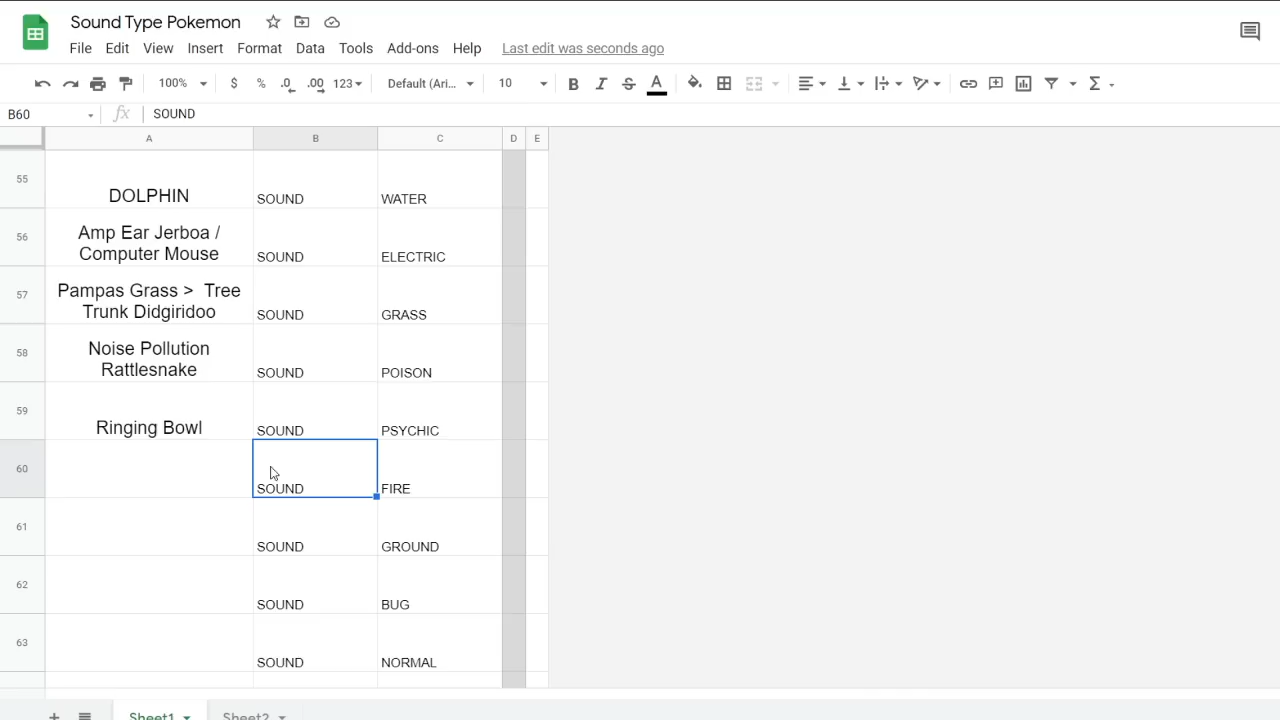 Sound Type Pokemon
File Edit View Insert Format Data Tools Add-ons Help Last edit was seconds ago
100% $ % .0 .00 123 Default (Ari... 10 B I S A
B60 fx SOUND
A B C D E
55 DOLPHIN SOUND WATER
56 Amp Ear Jerboa /
Computer Mouse SOUND ELECTRIC
57 Pampas Grass > Tree
Trunk Didgiridoo SOUND GRASS
58 Noise Pollution
Rattlesnake SOUND POISON
59 Ringing Bowl SOUND PSYCHIC
60 SOUND FIRE
61 SOUND GROUND
62 SOUND BUG
63 SOUND NORMAL
Sheet1 Sheet2